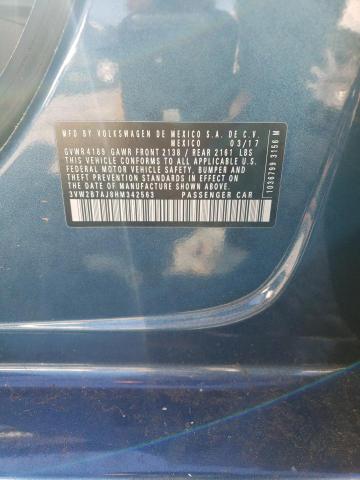 MFD BY VOLKSWAGEN DE MEXICO S.A. DE C.V.
MEXICO 03/17
GVWR4189 GAWR FRONT 2138 / REAR 2161 LBS
THIS VEHICLE CONFORMS TO ALL APPLICABLE U.S.
FEDERAL MOTOR VEHICLE SAFETY, BUMPER AND
THEFT PREVENTION STANDARDS IN EFFECT ON THE
DATE OF MANUFACTURE SHOWN ABOVE.
3VW2B7AJ9HM342563 PASSENGER CAR
1036799 3156 M